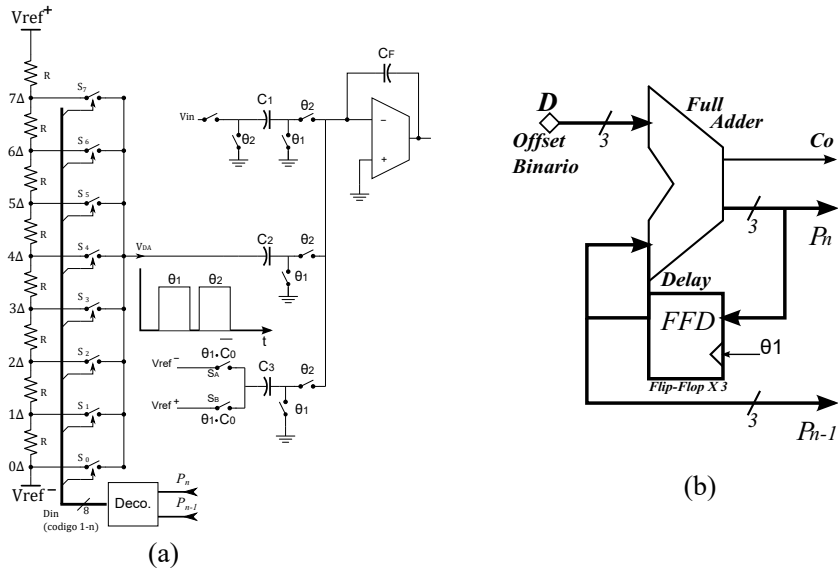 Vref+
R
S7
7Δ
R
S6
6Δ
R
S5
5Δ
R
S4
4Δ
R
S3
3Δ
R
S2
2Δ
R
S1
1Δ
R
S0
0Δ
Vref−
Din
(codigo 1-n)
8
Deco.
Pn
Pn-1
VDA
θ1
θ2
t
Vin
C1
θ2
θ2
θ1
CF
−
+
C2
θ2
θ1
Vref−
θ1•C0
SA
Vref+
SB
θ1•C0
C3
θ2
θ1
(a)
D
Offset
Binario
3
Full
Adder
Co
3
Pn
Delay
FFD
θ1
Flip-Flop X 3
3
Pn-1
(b)